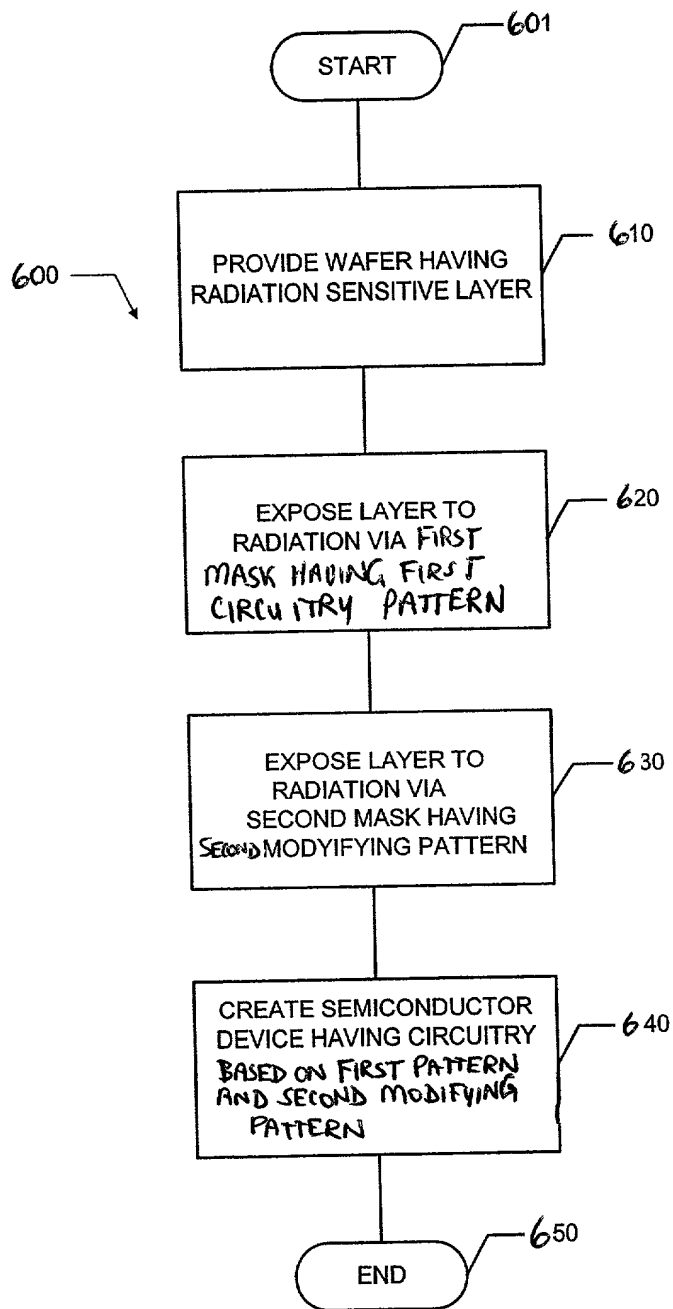 601
START
610
PROVIDE WAFER HAVING
RADIATION SENSITIVE LAYER
600
620
EXPOSE LAYER TO
RADIATION VIA FIRST
MASK HAVING FIRST
CIRCUITRY PATTERN
630
EXPOSE LAYER TO
RADIATION VIA
SECOND MASK HAVING
SECOND MODYIFYING PATTERN
640
CREATE SEMICONDUCTOR
DEVICE HAVING CIRCUITRY
BASED ON FIRST PATTERN
AND SECOND MODIFYING
PATTERN
650
END